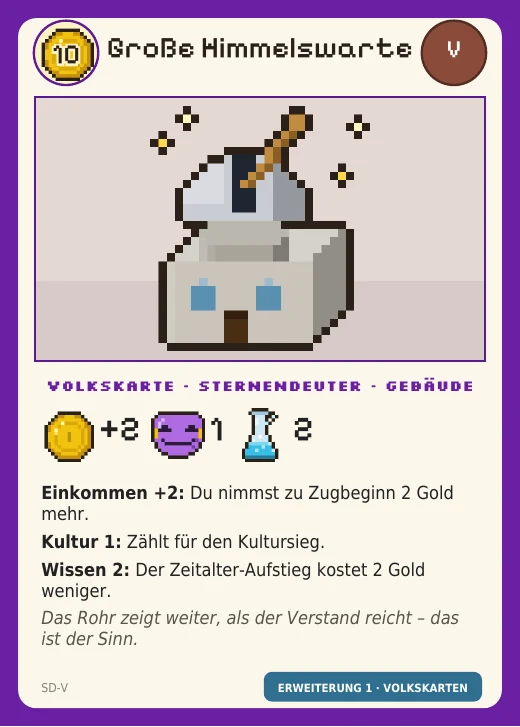 10 Große Himmelswarte V
VOLKSKARTE · STERNENDEUTER · GEBÄUDE
+2 1 2
Einkommen +2: Du nimmst zu Zugbeginn 2 Gold
mehr.
Kultur 1: Zählt für den Kultursieg.
Wissen 2: Der Zeitalter-Aufstieg kostet 2 Gold
weniger.
Das Rohr zeigt weiter, als der Verstand reicht – das
ist der Sinn.
SD-V ERWEITERUNG 1 · VOLKSKARTEN